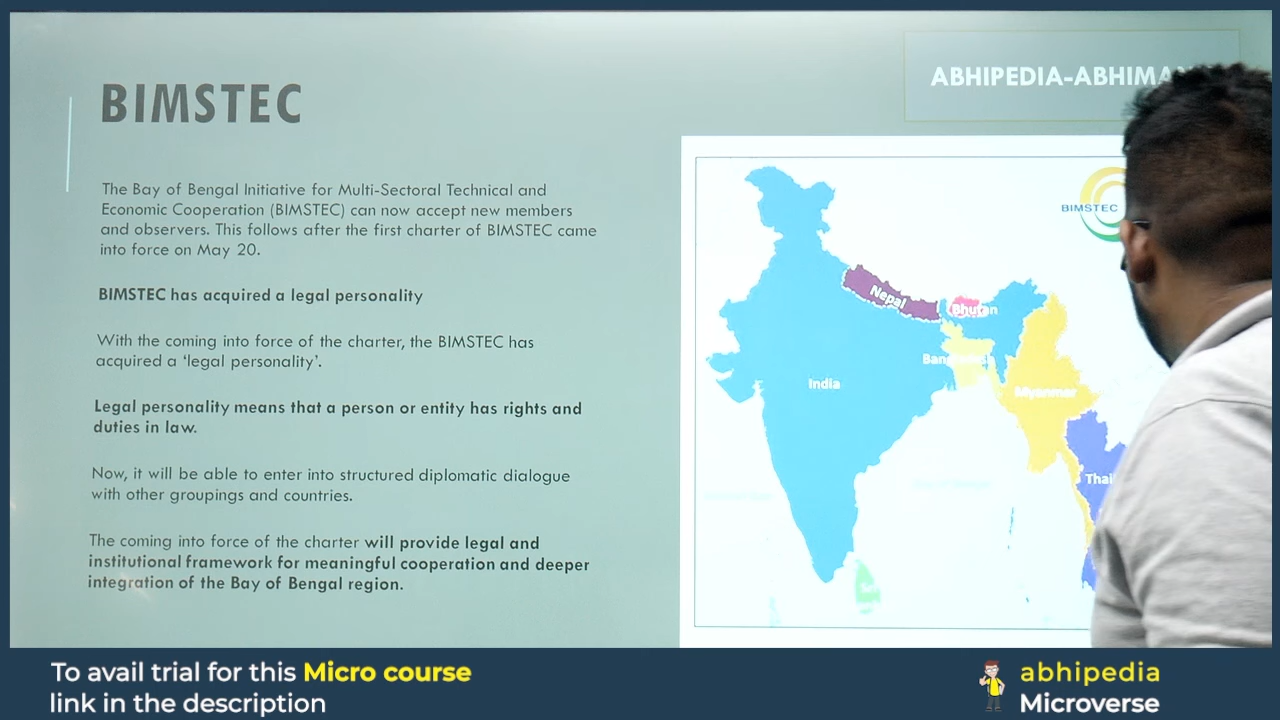 ABHIPEDIA-ABHIMA
BIMSTEC
The Bay of Bengal Initiative for Multi-Sectoral Technical and
Economic Cooperation (BIMSTEC) can now accept new members
and observers. This follows after the first charter of BIMSTEC came
into force on May 20.
BIMSTEC has acquired a legal personality
With the coming into force of the charter, the BIMSTEC has
acquired a ‘legal personality’.
Legal personality means that a person or entity has rights and
duties in law.
Now, it will be able to enter into structured diplomatic dialogue
with other groupings and countries.
The coming into force of the charter will provide legal and
institutional framework for meaningful cooperation and deeper
integration of the Bay of Bengal region.
BIMSTEC
Nepal
Bhutan
India
Myanmar
Thai
To avail trial for this Micro course
link in the description
abhipedia
Microverse